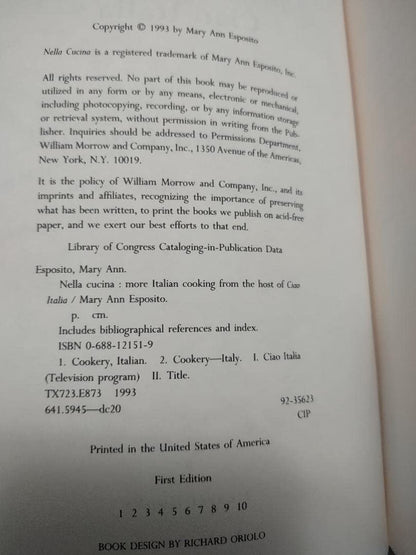 Copyright © 1993 by Mary Ann Esposito
Nella Cucina is a registered trademark of Mary Ann Esposito, Inc.
All rights reserved. No part of this book may be reproduced or
utilized in any form or by any means, electronic or mechanical,
including photocopying, recording, or by any information storage
or retrieval system, without permission in writing from the Pub-
lisher. Inquiries should be addressed to Permissions Department,
William Morrow and Company, Inc., 1350 Avenue of the Americas,
New York, N.Y. 10019.
It is the policy of William Morrow and Company, Inc., and its
imprints and affiliates, recognizing the importance of preserving
what has been written, to print the books we publish on acid-free
paper, and we exert our best efforts to that end.
Library of Congress Cataloging-in-Publication Data
Esposito, Mary Ann.
Nella cucina : more Italian cooking from the host of Ciao
Italia / Mary Ann Esposito.
p. cm.
Includes bibliographical references and index.
ISBN 0-688-12151-9
1. Cookery, Italian. 2. Cookery—Italy. I. Ciao Italia
(Television program) II. Title.
TX723.E873 1993
641.5945—dc20
92-35623
CIP
Printed in the United States of America
First Edition
1 2 3 4 5 6 7 8 9 10
BOOK DESIGN BY RICHARD ORIOLO